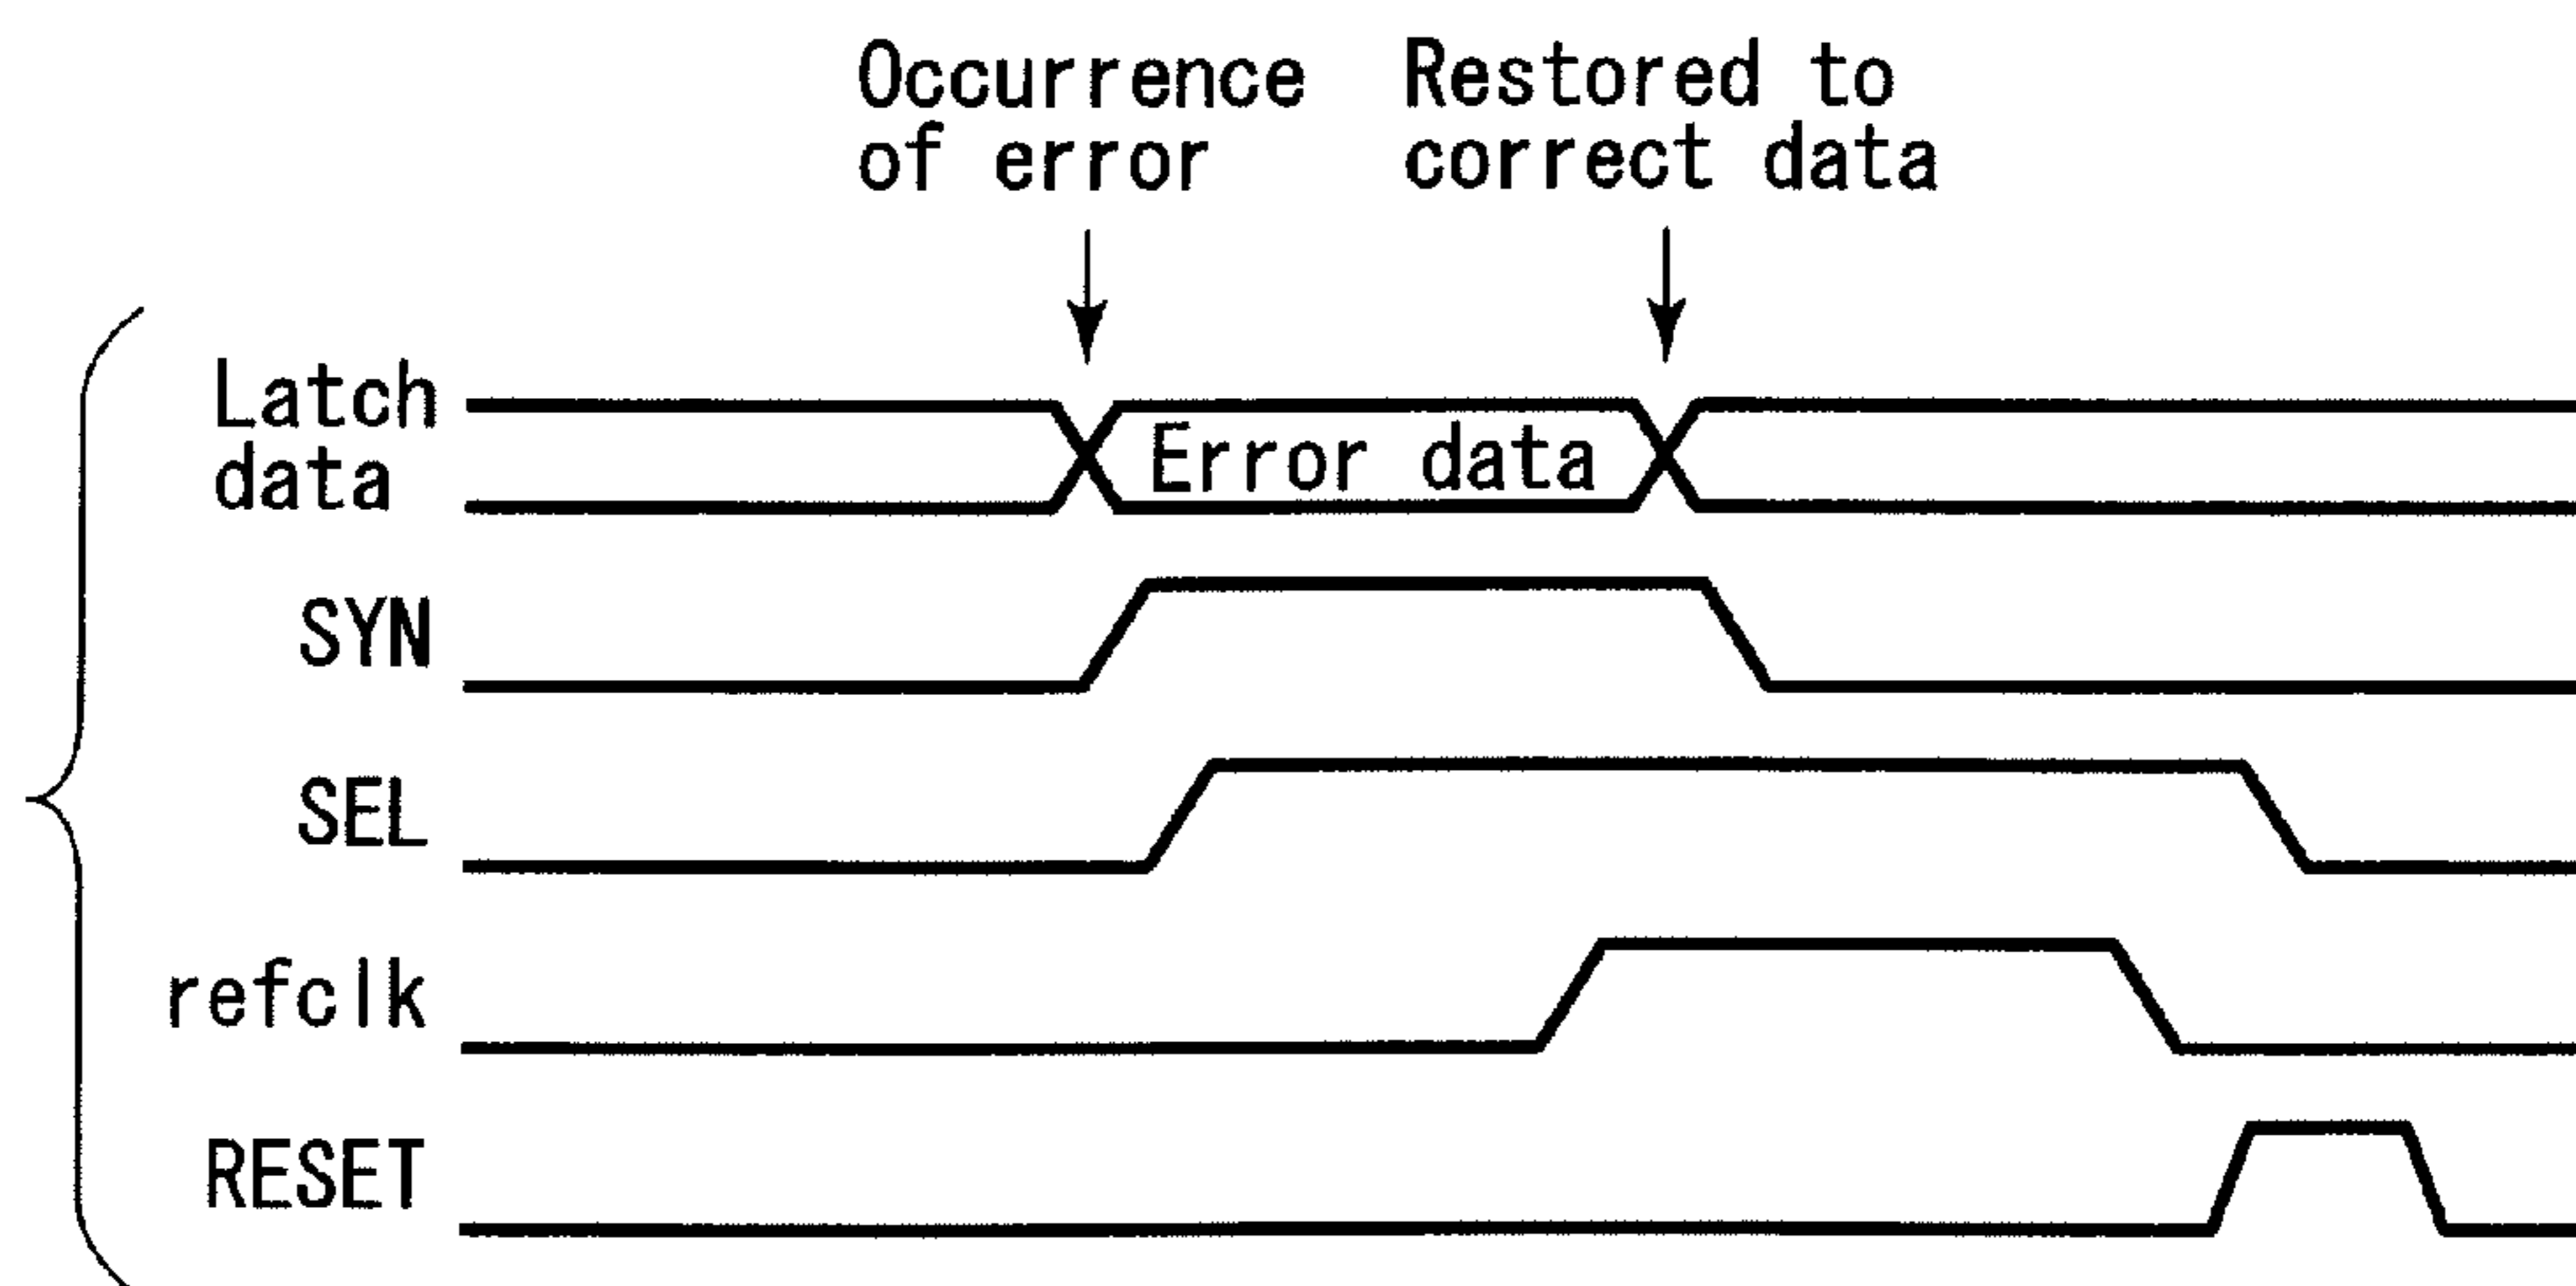 Occurrence
of error
Restored to
correct data
Latch
data
Error data
SYN
SEL
refclk
RESET